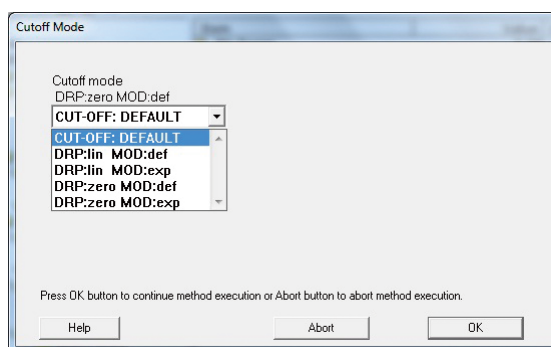 Cutoff Mode
Cutoff mode
DRP:zero MOD:def
CUT-OFF: DEFAULT
CUT-OFF: DEFAULT
DRP:lin MOD:def
DRP:lin MOD:exp
DRP:zero MOD:def
DRP:zero MOD:exp
Press OK button to continue method execution or Abort button to abort method execution.
Help Abort OK